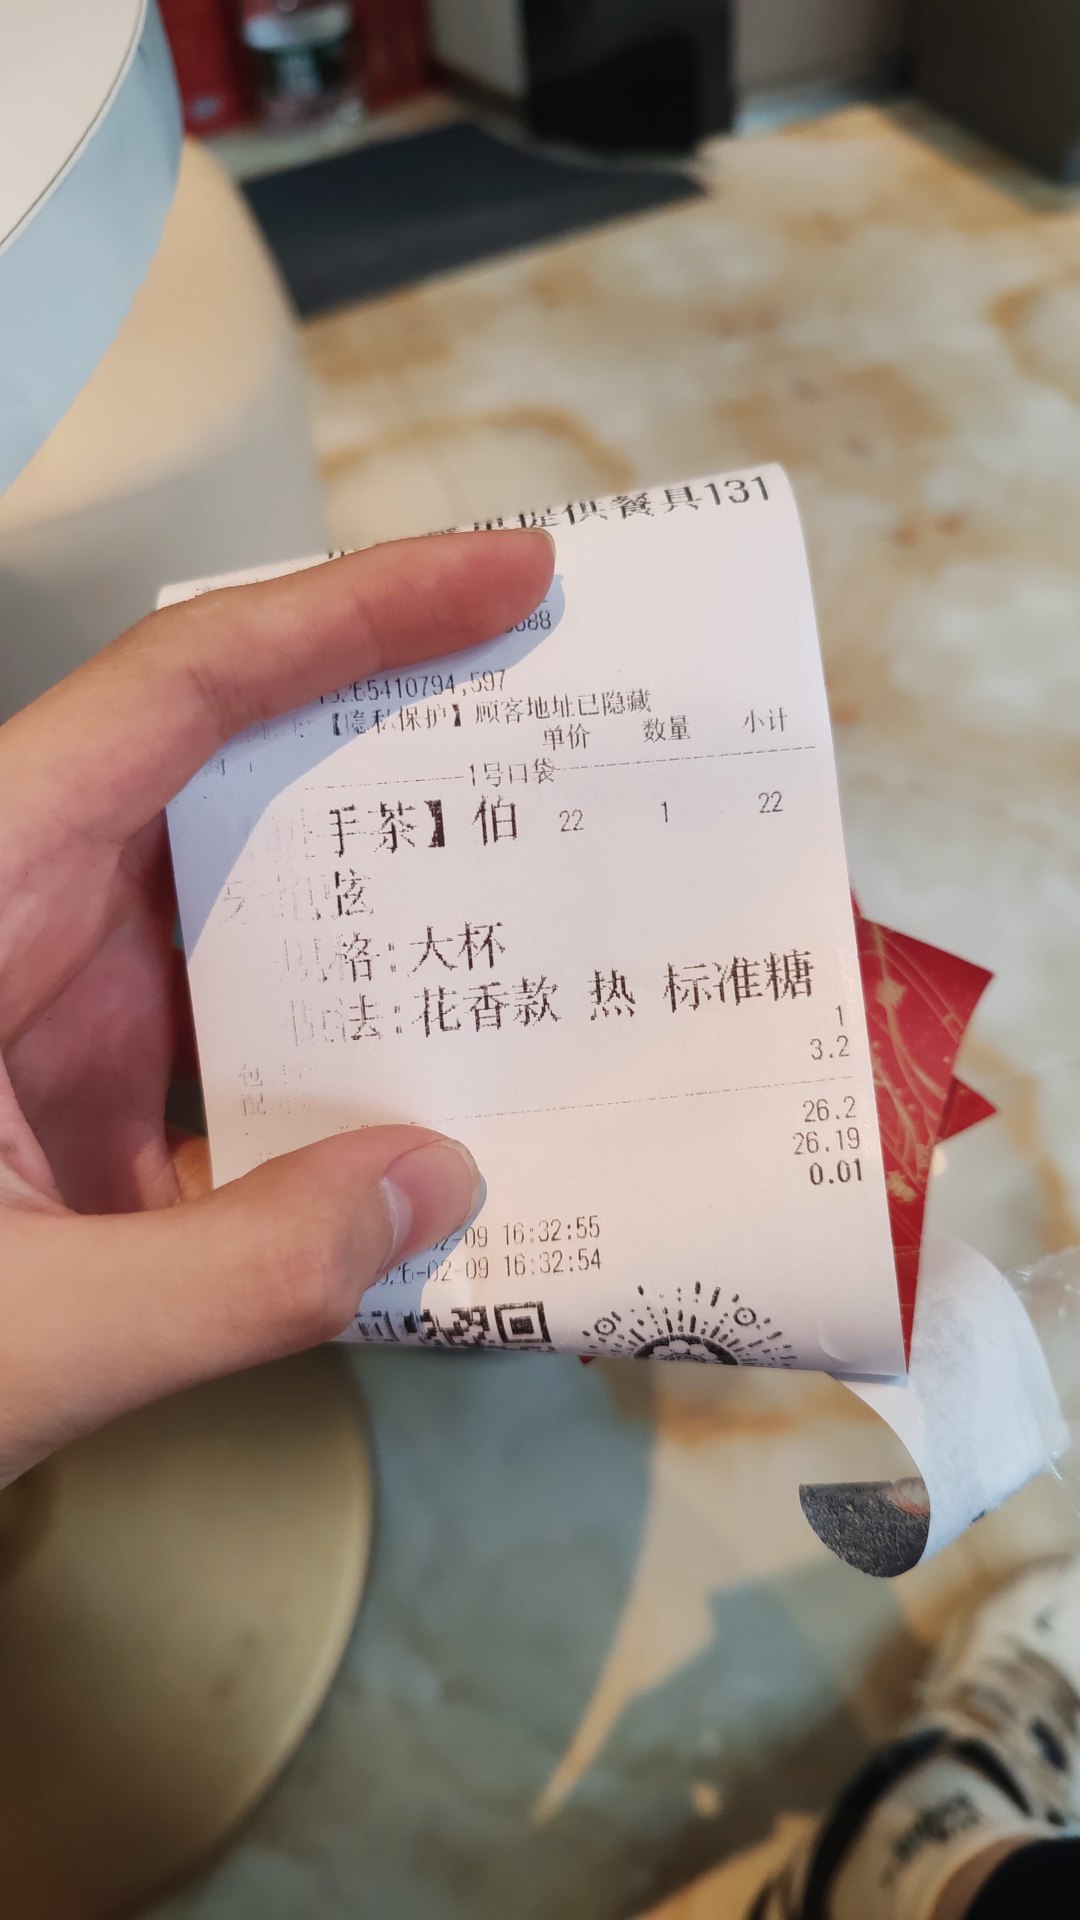 提供餐具131
688
265410794,597
【隐私保护】顾客地址已隐藏
单价 数量 小计
1号口袋
手茶】伯 22 1 22
弦
规格:大杯
做法:花香款 热 标准糖
1
3.2
26.2
26.19
0.01
02-09 16:32:55
26-02-09 16:32:54